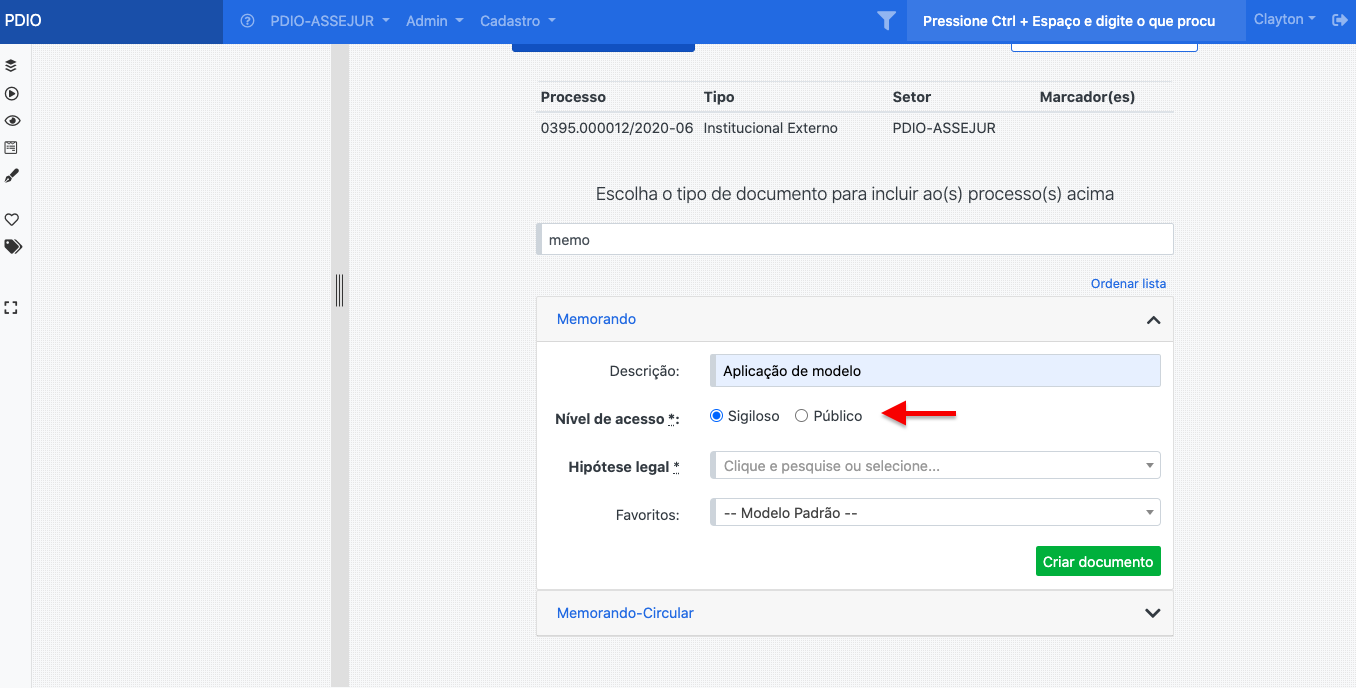 PDIO
PDIO-ASSEJUR Admin Cadastro Pressione Ctrl + Espaço e digite o que procu Clayton
Processo Tipo Setor Marcador(es)
0395.000012/2020-06 Institucional Externo PDIO-ASSEJUR
Escolha o tipo de documento para incluir ao(s) processo(s) acima
memo
Ordenar lista
Memorando
Descrição: Aplicação de modelo
Nível de acesso *: Sigiloso Público
Hipótese legal * Clique e pesquise ou selecione...
Favoritos: -- Modelo Padrão --
Criar documento
Memorando-Circular